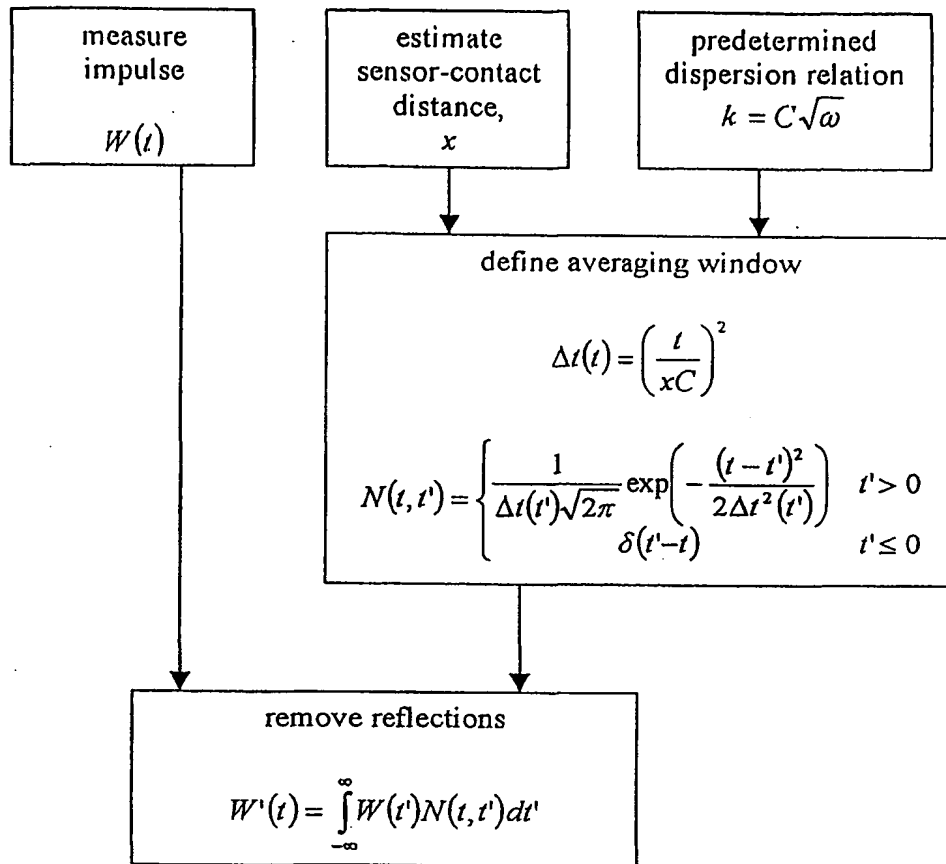 measure
impulse
W(t)
estimate
sensor-contact
distance,
x
predetermined
dispersion relation
k = C√ω
define averaging window
Δt(t) = (t / xC)²
N(t, t') = { 1 / (Δt(t')√2π) exp(− (t − t')² / 2Δt²(t')) t' > 0
δ(t'−t) t' ≤ 0
remove reflections
W'(t) = ∫_{−∞}^{∞} W(t')N(t, t')dt'